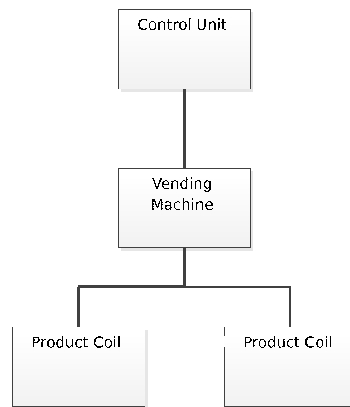 Control Unit
Vending
Machine
Product Coil
Product Coil